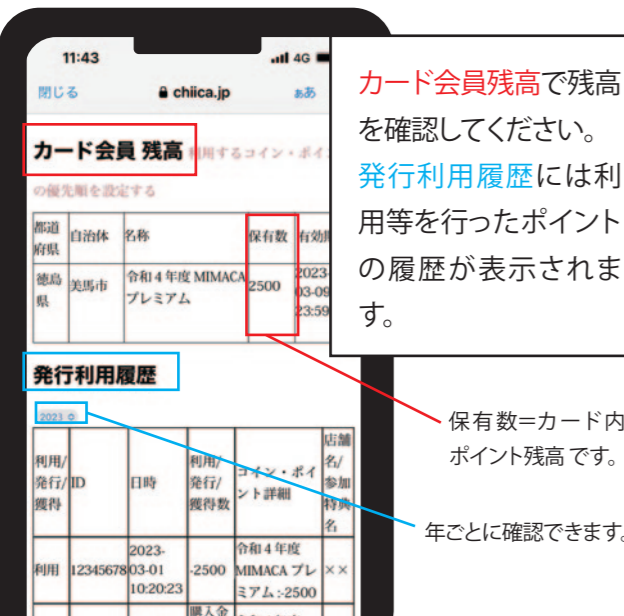 11:43
4G
閉じる
chiica.jp
ああ
カード会員 残高 利用するコイン・ポイ
の優先順を設定する
都道府県 自治体 名称 保有数 有効
徳島県 美馬市 令和4年度 MIMACA プレミアム 2500 2023-03-09 23:59
発行利用履歴
2023
利用/発行/獲得 ID 日時 利用/発行/獲得数 コイン・ポイント詳細 店舗名/参加特典名
利用 12345678 2023-03-01 10:20:23 -2500 令和4年度 MIMACA プレミアム:-2500 ××
購入金
カード会員残高で残高
を確認してください。
発行利用履歴には利
用等を行ったポイント
の履歴が表示されま
す。
保有数=カード内
ポイント残高です。
年ごとに確認できます。